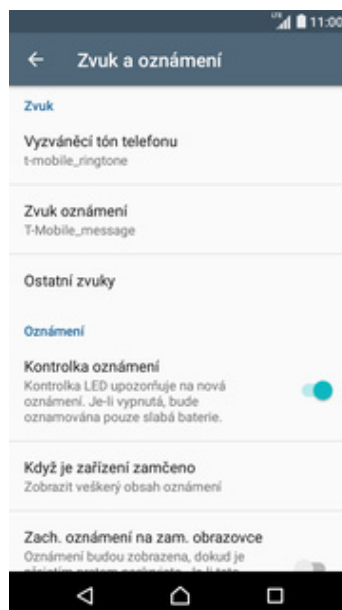 LTE 11:00
Zvuk a oznámení
Zvuk
Vyzváněcí tón telefonu
t-mobile_ringtone
Zvuk oznámení
T-Mobile_message
Ostatní zvuky
Oznámení
Kontrolka oznámení
Kontrolka LED upozorňuje na nová
oznámení. Je-li vypnutá, bude
oznamována pouze slabá baterie.
Když je zařízení zamčeno
Zobrazit veškerý obsah oznámení
Zach. oznámení na zam. obrazovce
Oznámení budou zobrazena, dokud je